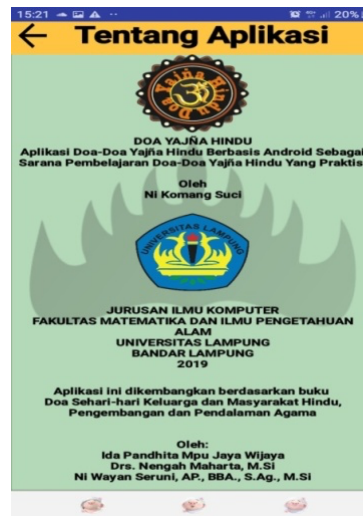 15:21
20%
Tentang Aplikasi
Doa Yajña Hindu
DOA YAJÑA HINDU
Aplikasi Doa-Doa Yajña Hindu Berbasis Android Sebagai
Sarana Pembelajaran Doa-Doa Yajña Hindu Yang Praktis
Oleh
Ni Komang Suci
UNIVERSITAS LAMPUNG
JURUSAN ILMU KOMPUTER
FAKULTAS MATEMATIKA DAN ILMU PENGETAHUAN
ALAM
UNIVERSITAS LAMPUNG
BANDAR LAMPUNG
2019
Aplikasi ini dikembangkan berdasarkan buku
Doa Sehari-hari Keluarga dan Masyarakat Hindu,
Pengembangan dan Pendalaman Agama
Oleh:
Ida Pandhita Mpu Jaya Wijaya
Drs. Nengah Maharta, M.Si
Ni Wayan Seruni, AP., BBA., S.Ag., M.Si